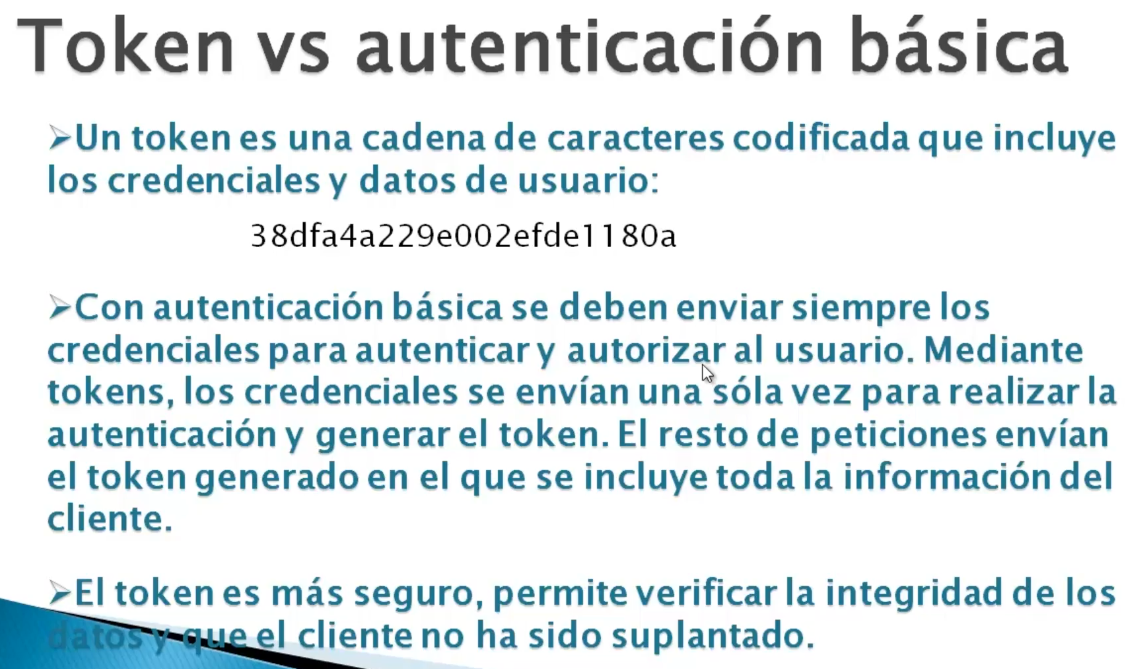 Token vs autenticación básica
➢Un token es una cadena de caracteres codificada que incluye
los credenciales y datos de usuario:
38dfa4a229e002efde1180a
➢Con autenticación básica se deben enviar siempre los
credenciales para autenticar y autorizar al usuario. Mediante
tokens, los credenciales se envían una sóla vez para realizar la
autenticación y generar el token. El resto de peticiones envían
el token generado en el que se incluye toda la información del
cliente.
➢El token es más seguro, permite verificar la integridad de los
datos y que el cliente no ha sido suplantado.